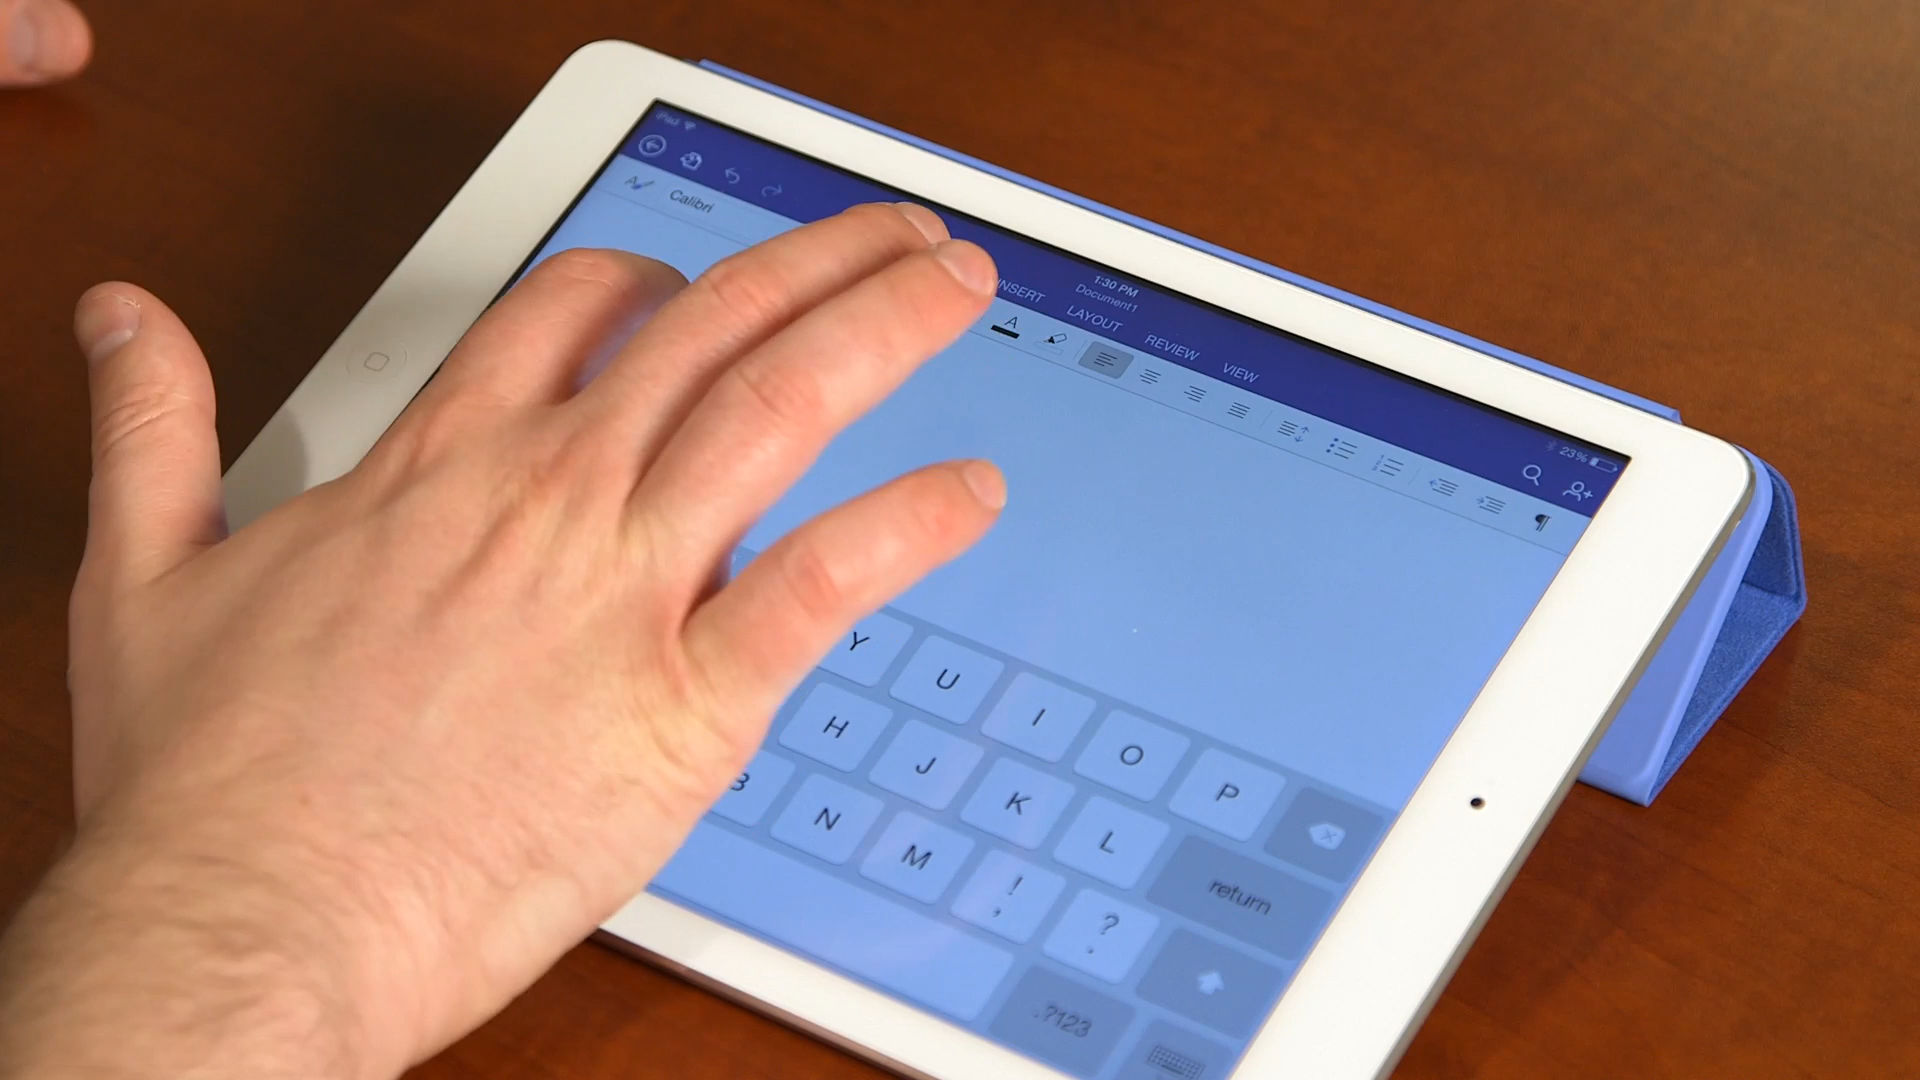 iPad
1:30 PM
23%
Document1
INSERT
LAYOUT
REVIEW
VIEW
Calibri
A
Y U I O P
H J K L return
B N M ! , ? .
.?123